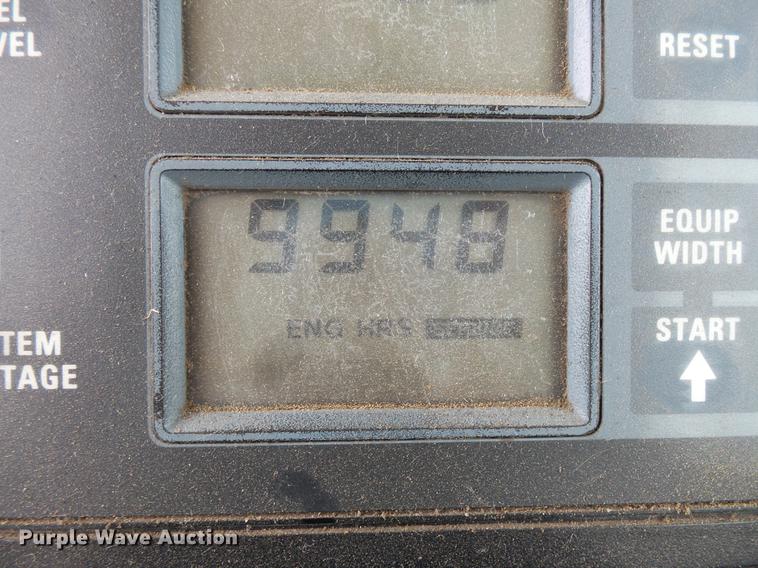 EL
VEL
RESET
9948
EQUIP
WIDTH
ENG HRS
START
TEM
TAGE
Purple Wave Auction